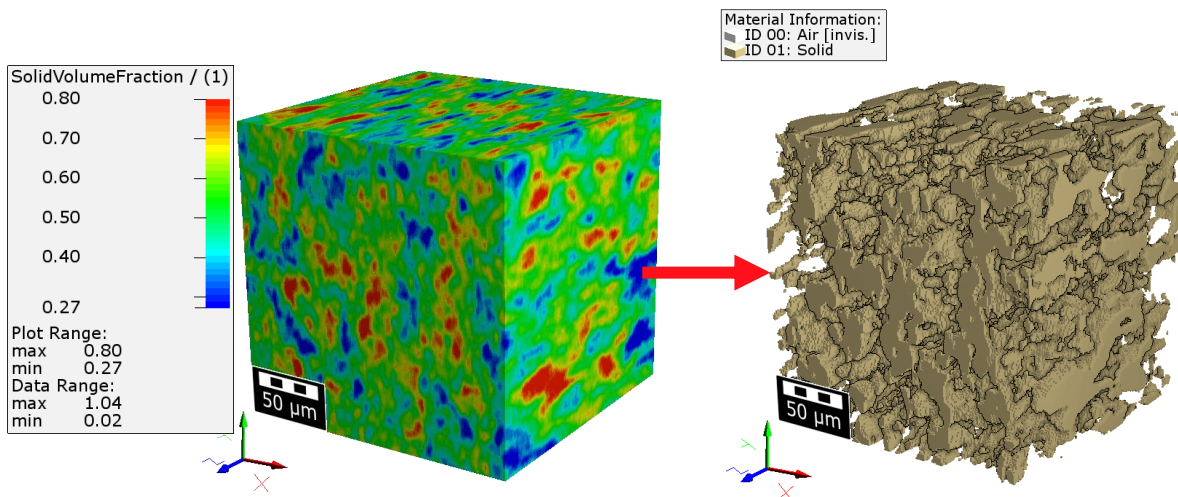 SolidVolumeFraction / (1)
0.80
0.70
0.60
0.50
0.40
0.27
Plot Range:
max 0.80
min 0.27
Data Range:
max 1.04
min 0.02
50 µm
X
Y
Z
Material Information:
ID 00: Air [invis.]
ID 01: Solid
50 µm
X
Y
Z